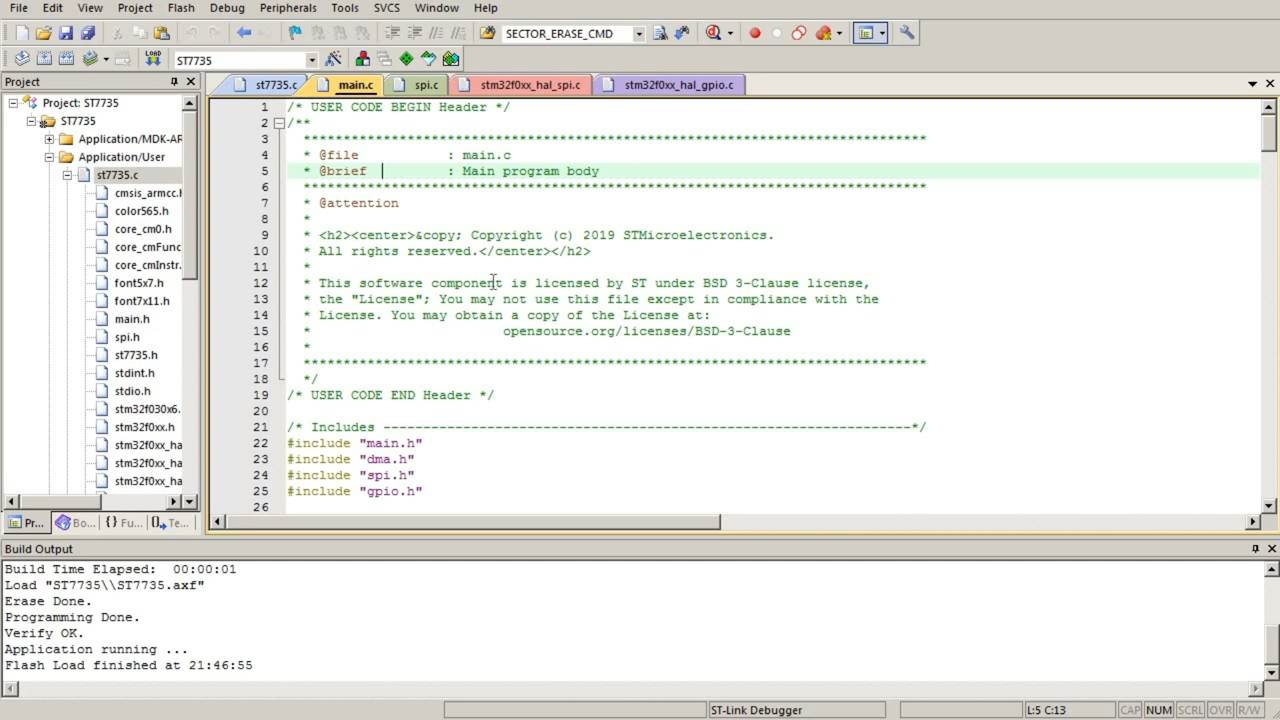 File Edit View Project Flash Debug Peripherals Tools SVCS Window Help
SECTOR_ERASE_CMD
LOAD ST7735
Project
Project: ST7735
ST7735
Application/MDK-AR
Application/User
st7735.c
cmsis_armcc.h
color565.h
core_cm0.h
core_cmFunc
core_cmInstr.
font5x7.h
font7x11.h
main.h
spi.h
st7735.h
stdint.h
stdio.h
stm32f030x6.
stm32f0xx.h
stm32f0xx_ha
stm32f0xx_ha
stm32f0xx_ha
Pr... Bo... {} Fu... Te...
st7735.c main.c spi.c stm32f0xx_hal_spi.c stm32f0xx_hal_gpio.c
1 /* USER CODE BEGIN Header */
2 /**
3 ******************************************************************************
4 * @file : main.c
5 * @brief : Main program body
6 ******************************************************************************
7 * @attention
8 *
9 * <h2><center>&copy; Copyright (c) 2019 STMicroelectronics.
10 * All rights reserved.</center></h2>
11 *
12 * This software component is licensed by ST under BSD 3-Clause license,
13 * the "License"; You may not use this file except in compliance with the
14 * License. You may obtain a copy of the License at:
15 * opensource.org/licenses/BSD-3-Clause
16 *
17 ******************************************************************************
18 */
19 /* USER CODE END Header */
20
21 /* Includes ------------------------------------------------------------------*/
22 #include "main.h"
23 #include "dma.h"
24 #include "spi.h"
25 #include "gpio.h"
26
Build Output
Build Time Elapsed: 00:00:01
Load "ST7735\\ST7735.axf"
Erase Done.
Programming Done.
Verify OK.
Application running ...
Flash Load finished at 21:46:55
ST-Link Debugger L:5 C:13 CAP NUM SCRL OVR R/W